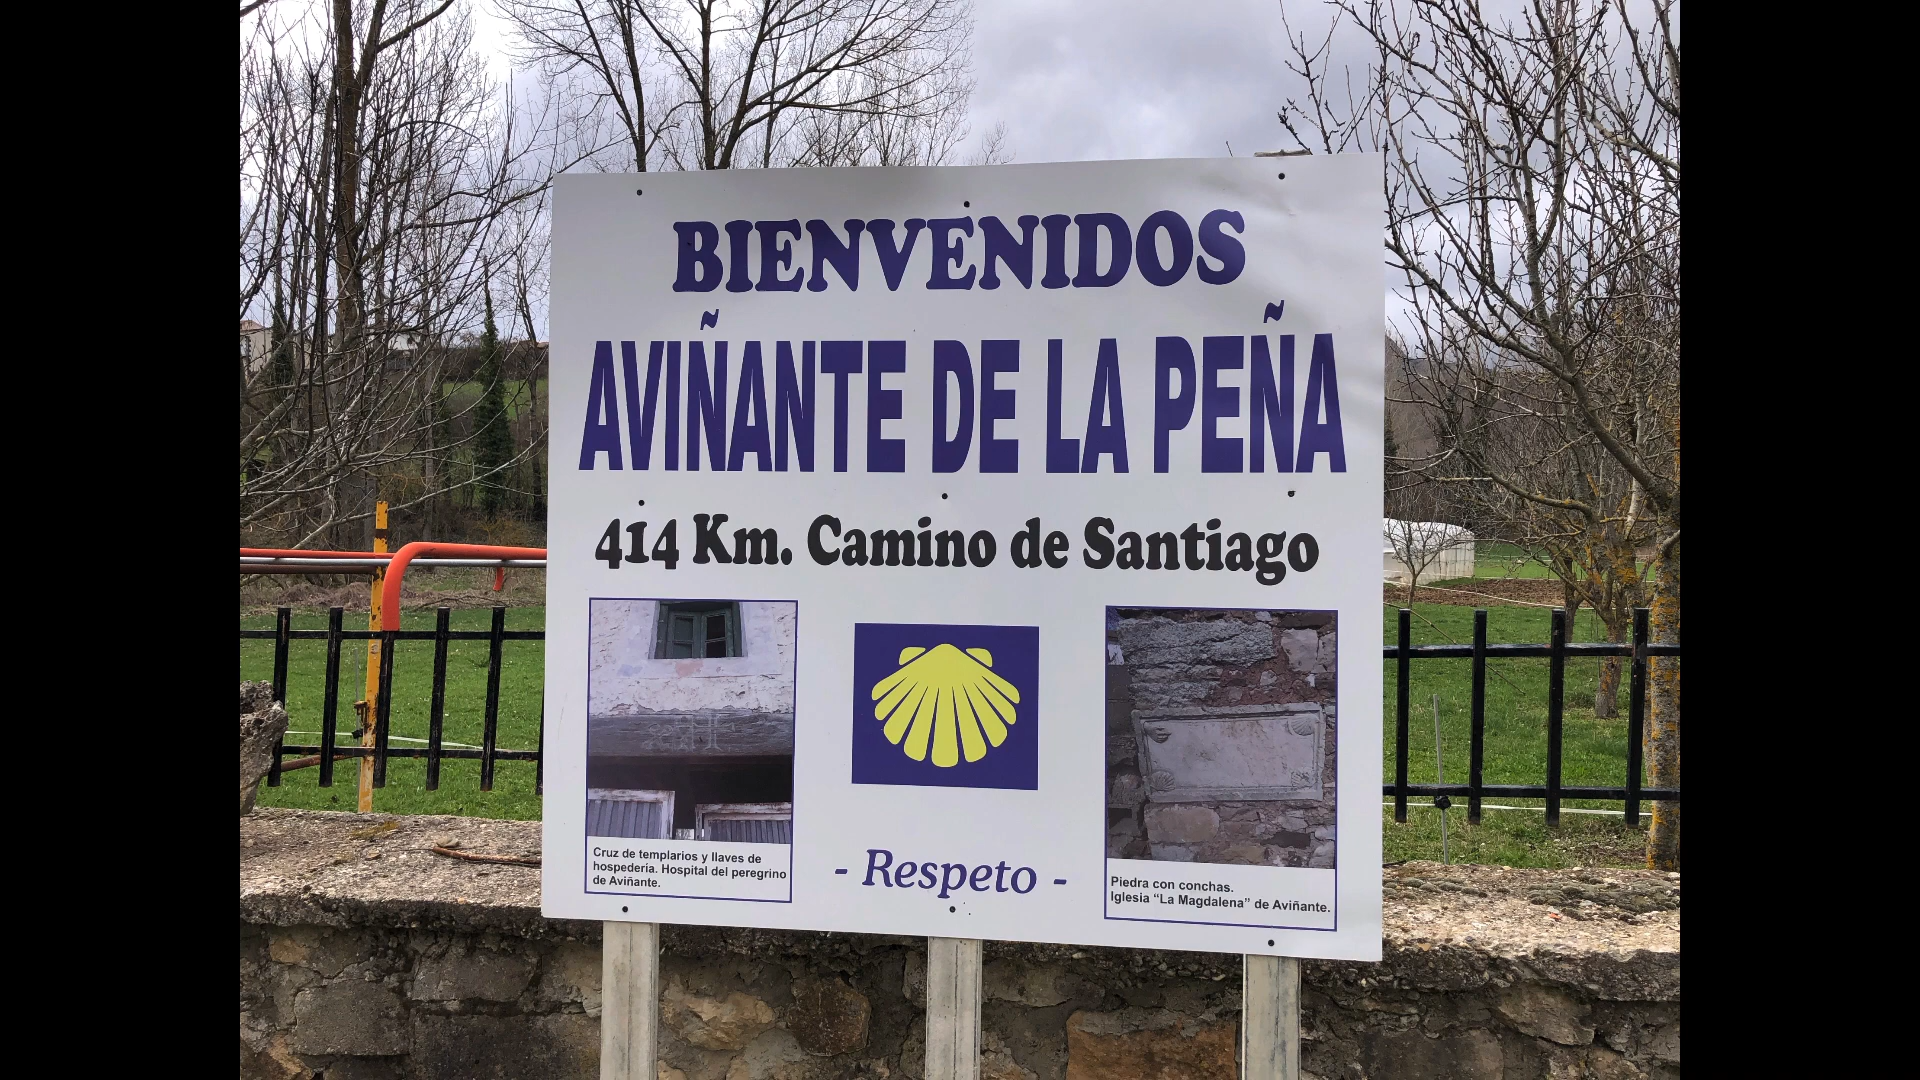 BIENVENIDOS
AVIÑANTE DE LA PEÑA
414 Km. Camino de Santiago
Cruz de templarios y llaves de
hospedería. Hospital del peregrino
de Aviñante.
- Respeto -
Piedra con conchas.
Iglesia “La Magdalena” de Aviñante.